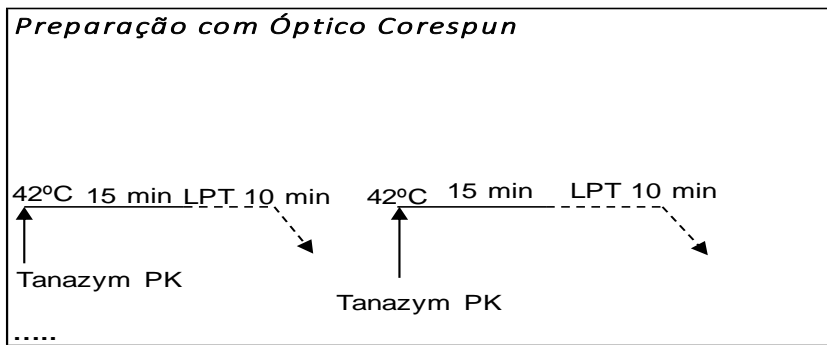 Preparação com Óptico Corespun
42ºC 15 min LPT 10 min 42ºC 15 min LPT 10 min
Tanazym PK
Tanazym PK
.....